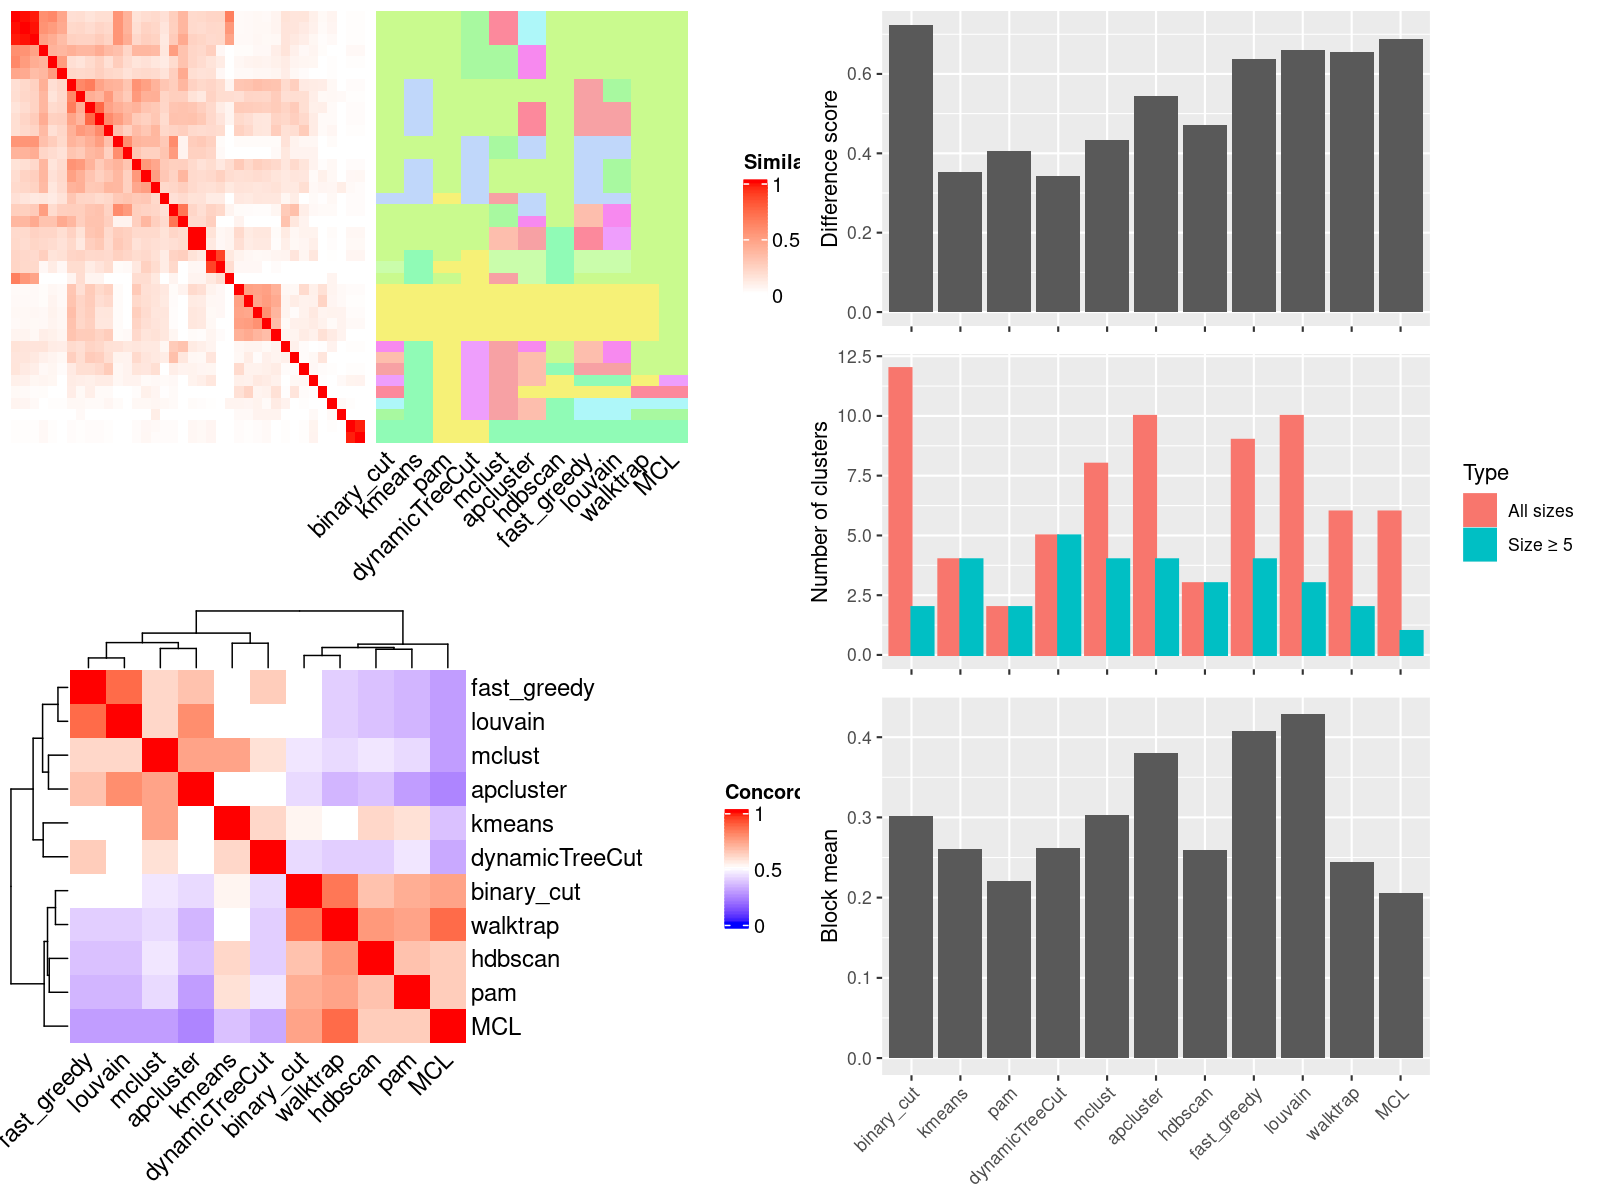 Simila
1
0.5
0
binary_cut
kmeans
pam
dynamicTreeCut
mclust
apcluster
hdbscan
fast_greedy
louvain
walktrap
MCL
fast_greedy
louvain
mclust
apcluster
kmeans
dynamicTreeCut
binary_cut
walktrap
hdbscan
pam
MCL
fast_greedy
louvain
mclust
apcluster
kmeans
dynamicTreeCut
binary_cut
walktrap
hdbscan
pam
MCL
Concord
1
0.5
0
Difference score
0.6
0.4
0.2
0.0
Number of clusters
12.5
10.0
7.5
5.0
2.5
0.0
Type
All sizes
Size ≥ 5
Block mean
0.4
0.3
0.2
0.1
0.0
binary_cut
kmeans
pam
dynamicTreeCut
mclust
apcluster
hdbscan
fast_greedy
louvain
walktrap
MCL